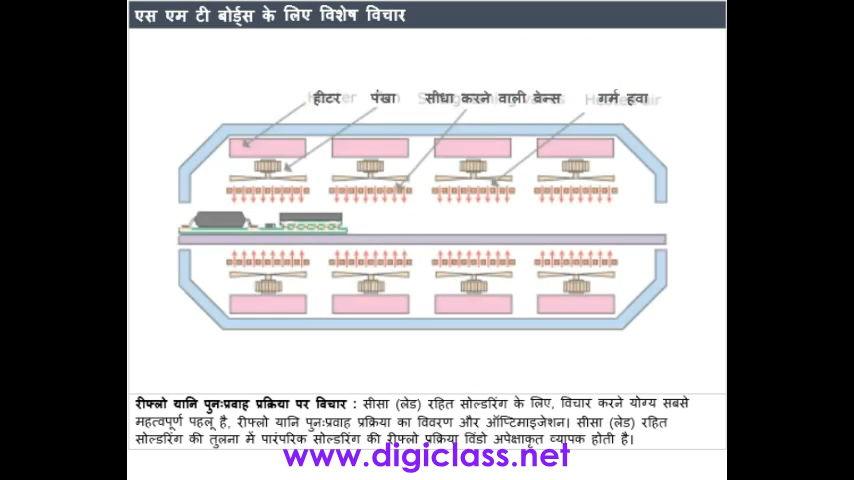 एस एम टी बोर्ड्स के लिए विशेष विचार
हीटर पंखा सीधा करने वाली बेन्स गर्म हवा
रीफ्लो यानि पुनःप्रवाह प्रक्रिया पर विचार : सीसा (लेड) रहित सोल्डरिंग के लिए, विचार करने योग्य सबसे
महत्वपूर्ण पहलू है, रीफ्लो यानि पुनःप्रवाह प्रक्रिया का विवरण और ऑप्टिमाइजेशन। सीसा (लेड) रहित
सोल्डरिंग की तुलना में पारंपरिक सोल्डरिंग की रीफ्लो प्रक्रिया विंडो अपेक्षाकृत व्यापक होती है।
www.digiclass.net